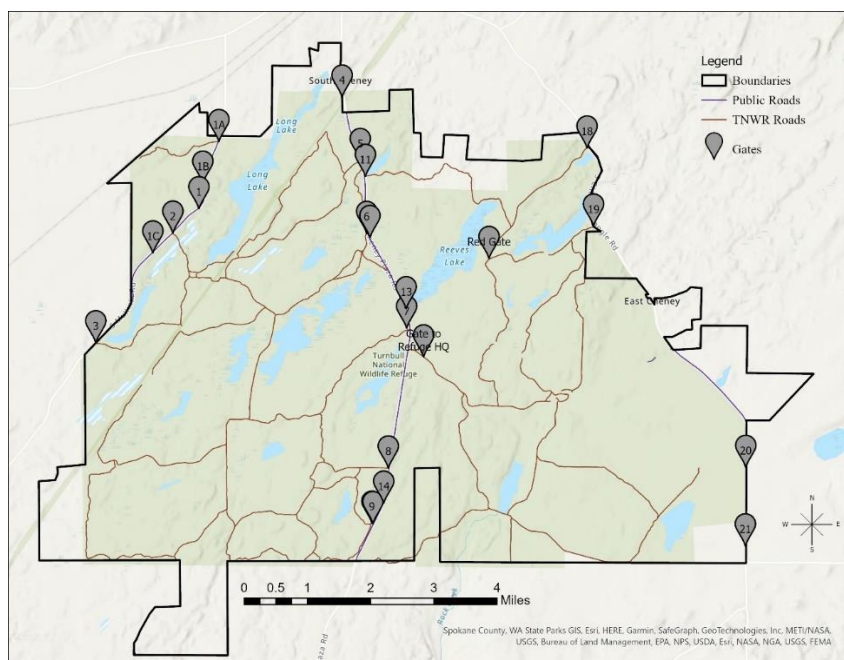 Legend
Boundaries
Public Roads
TNWR Roads
Gates
4
South Cheney
1A
Long
Lake
18
5
11
1B
Long
Lake
1
2
6
19
1C
Red Gate
Reeves
Lake
13
3
East Cheney
Gate to
Refuge HQ
Turnbull
National
Wildlife Refuge
8
20
14
9
21
N
W
E
S
0 0.5 1 2 3 4
Miles
Spokane County, WA State Parks GIS, Esri, HERE, Garmin, SafeGraph, GeoTechnologies, Inc, METI/NASA,
USGS, Bureau of Land Management, EPA, NPS, USDA, Esri, NASA, NGA, USGS, FEMA